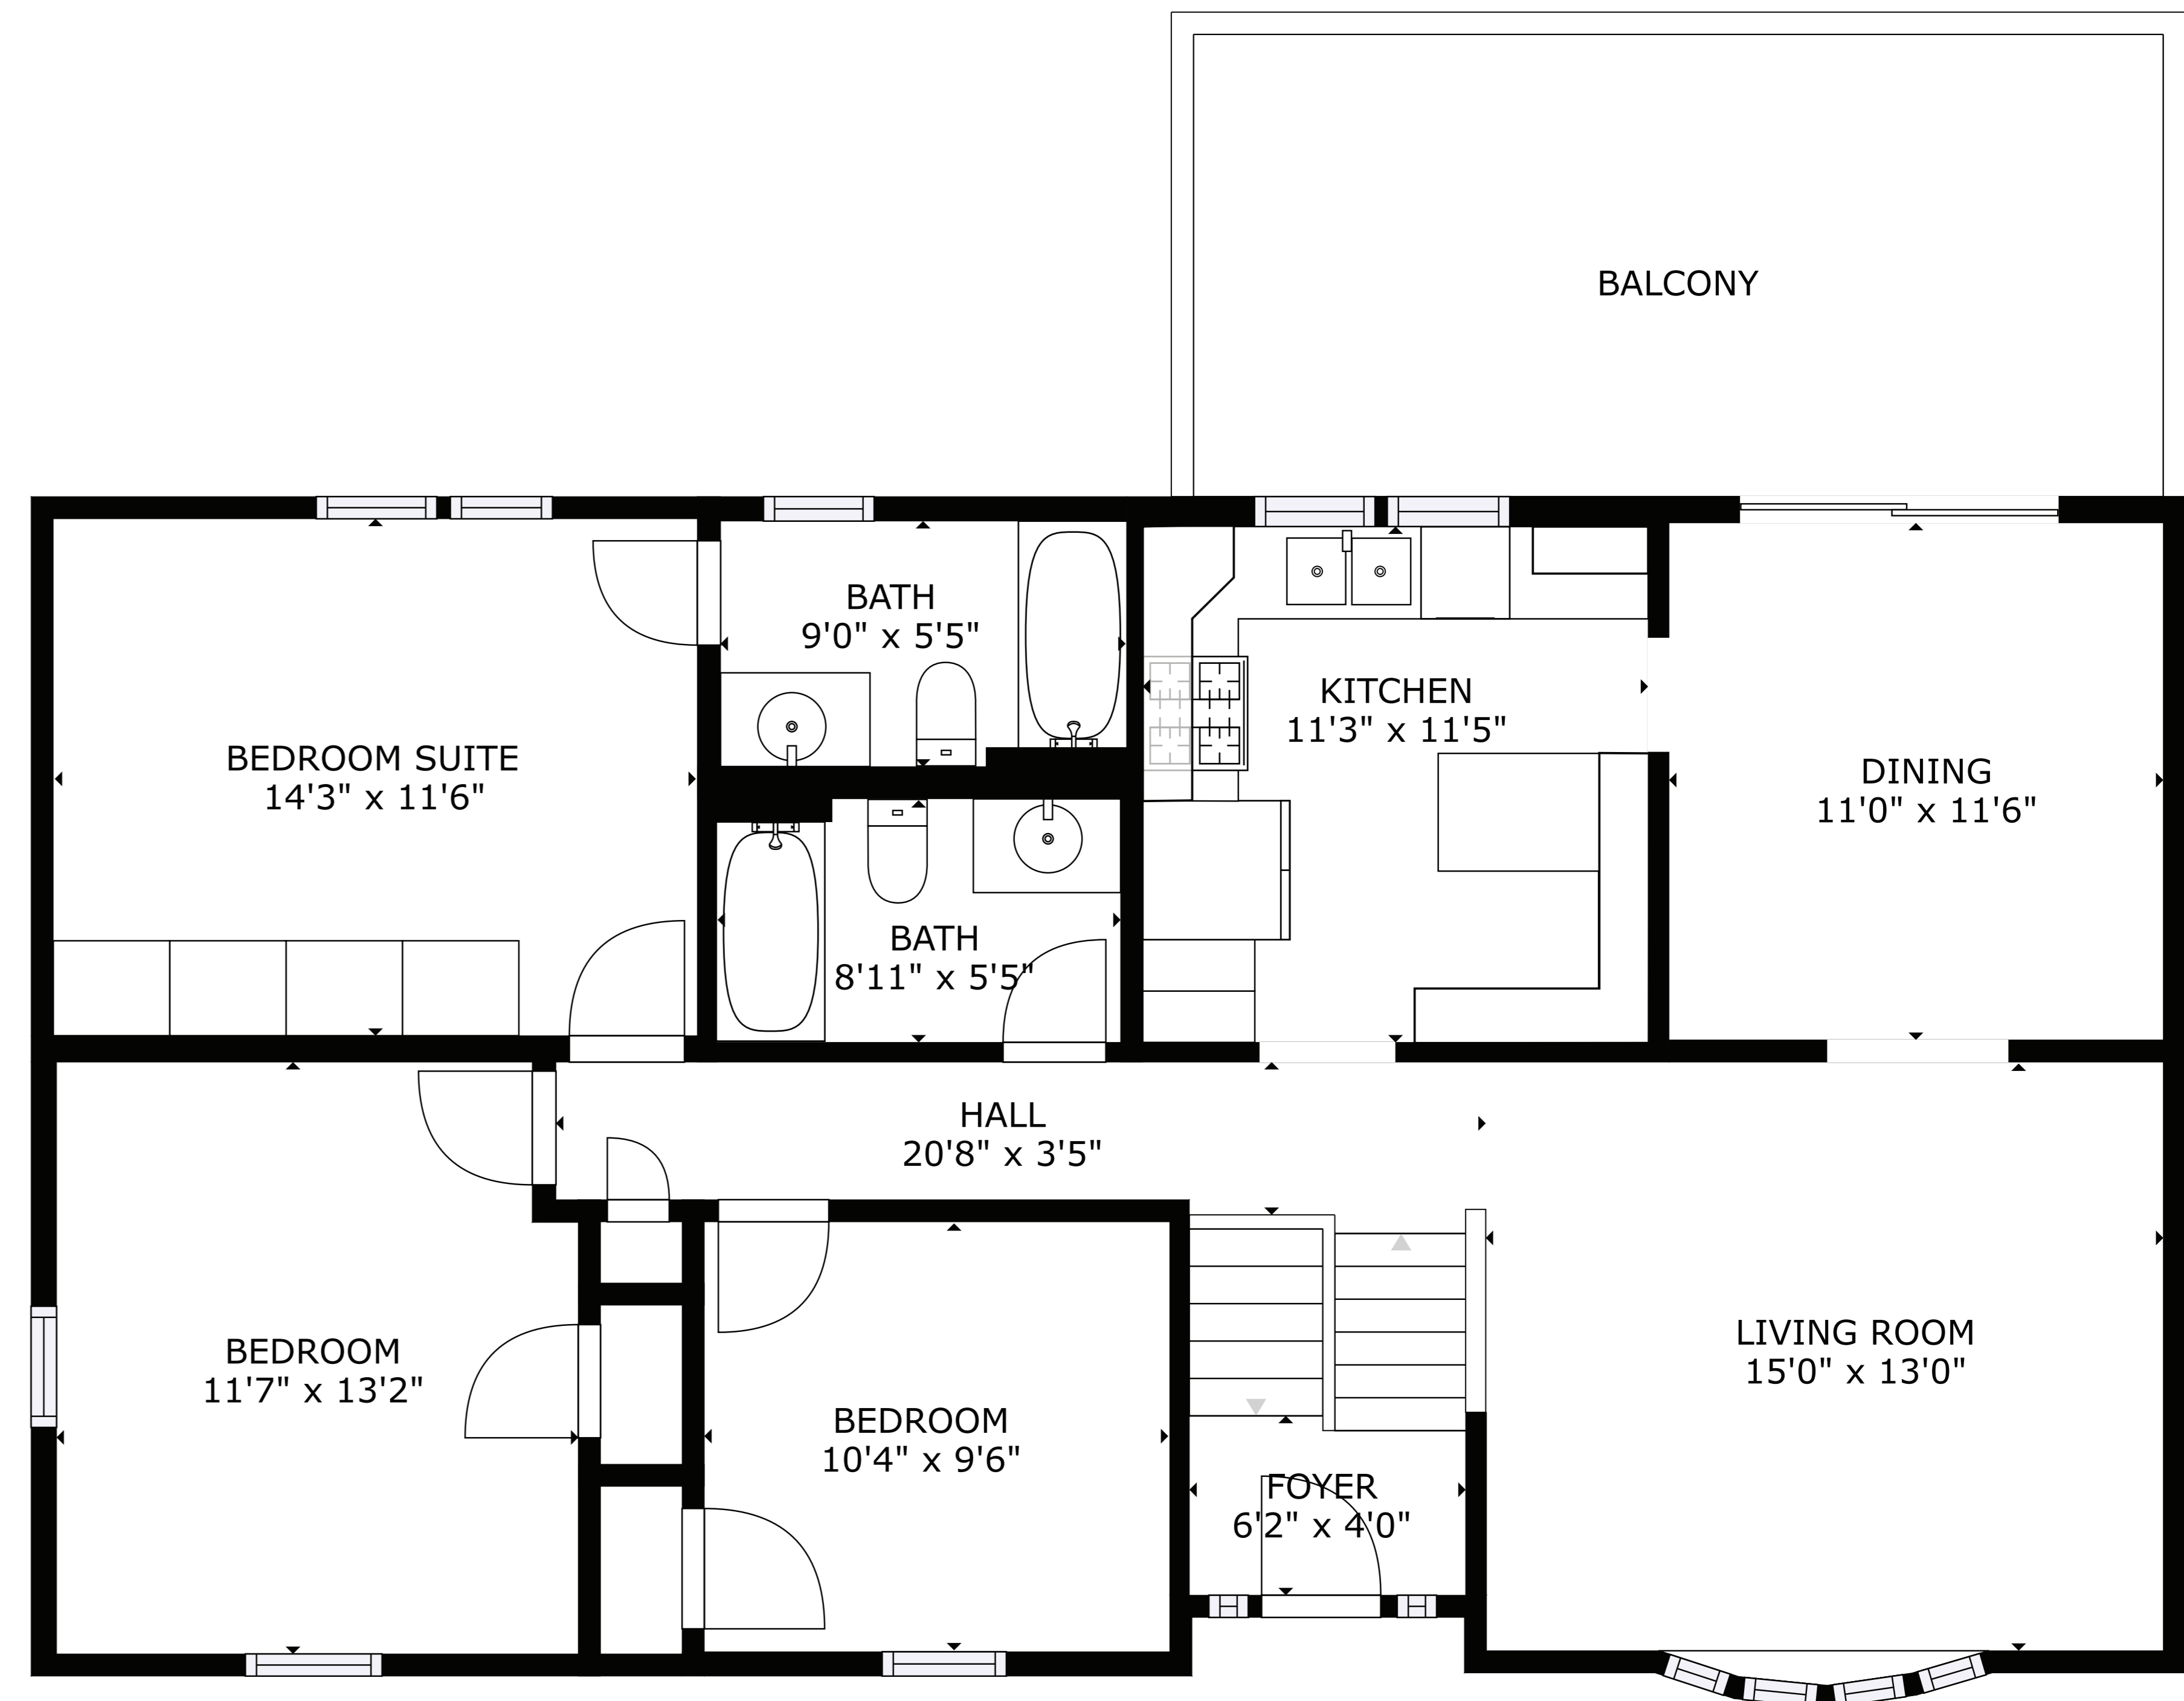 BALCONY
BATH
9'0" x 5'5"
KITCHEN
11'3" x 11'5"
BEDROOM SUITE
14'3" x 11'6"
DINING
11'0" x 11'6"
BATH
8'11" x 5'5"
HALL
20'8" x 3'5"
LIVING ROOM
15'0" x 13'0"
BEDROOM
11'7" x 13'2"
BEDROOM
10'4" x 9'6"
FOYER
6'2" x 4'0"